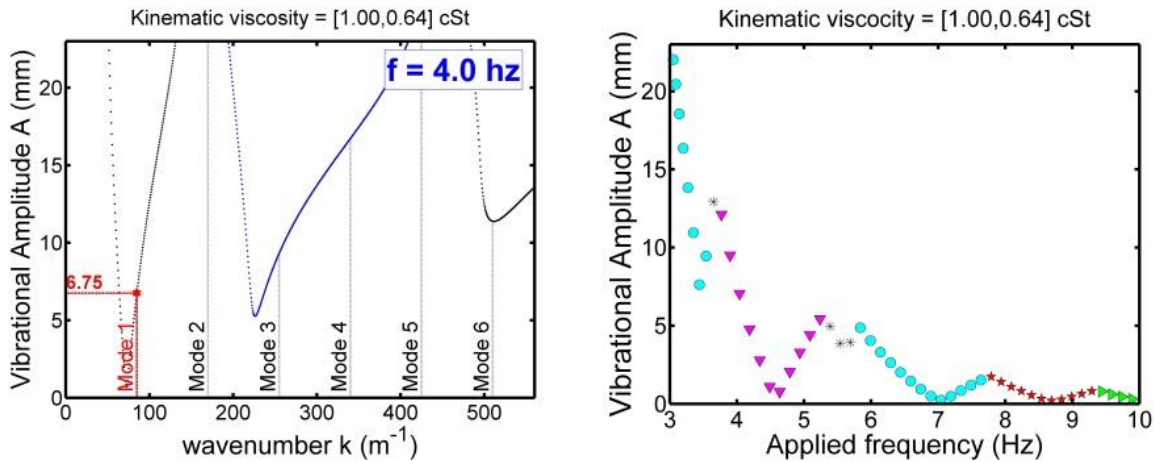 Kinematic viscosity = [1.00,0.64] cSt
Vibrational Amplitude A (mm)
20
15
10
5
0
f = 4.0 hz
6.75
Mode 1
Mode 2
Mode 3
Mode 4
Mode 5
Mode 6
0 100 200 300 400 500
wavenumber k (m⁻¹)
Kinematic viscocity = [1.00,0.64] cSt
Vibrational Amplitude A (mm)
20
15
10
5
0
3 4 5 6 7 8 9 10
Applied frequency (Hz)